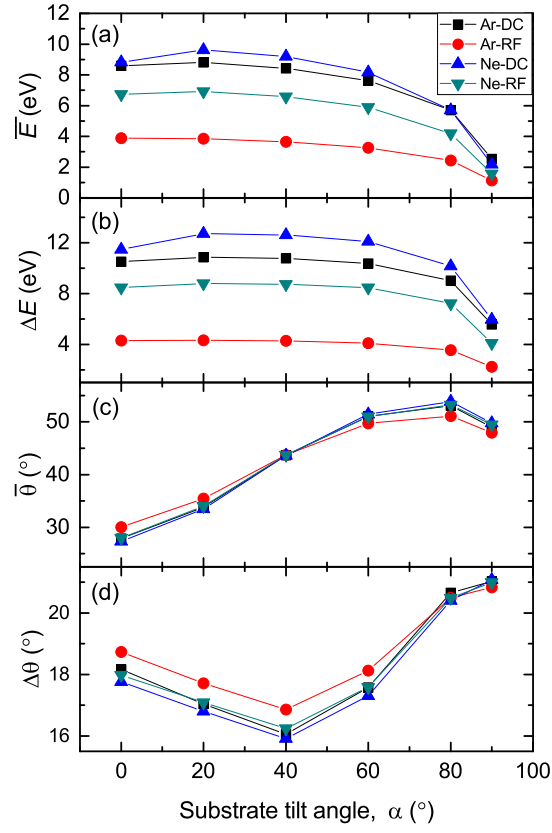 (a)
Ar-DC
Ar-RF
Ne-DC
Ne-RF
12
10
8
6
4
2
0
E̅ (eV)
(b)
12
8
4
ΔE (eV)
(c)
50
40
30
θ̅ (°)
(d)
20
18
16
Δθ (°)
0 20 40 60 80 100
Substrate tilt angle, α (°)